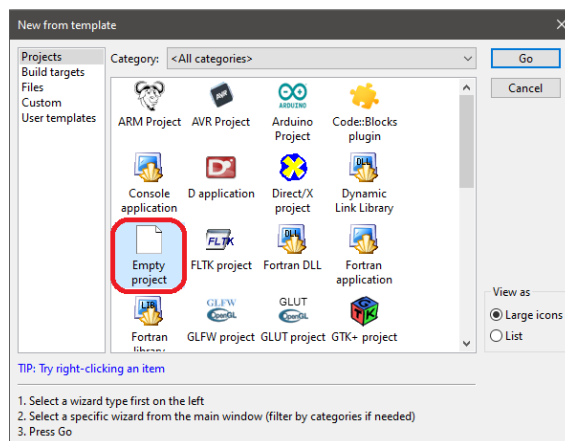 New from template
Projects
Build targets
Files
Custom
User templates
Category: <All categories>
Go
Cancel
ARM Project
AVR Project
Arduino Project
Code::Blocks plugin
Console application
D application
Direct/X project
Dynamic Link Library
Empty project
FLTK project
Fortran DLL
Fortran application
Fortran library
GLFW project
GLUT project
GTK+ project
View as
Large icons
List
TIP: Try right-clicking an item
1. Select a wizard type first on the left
2. Select a specific wizard from the main window (filter by categories if needed)
3. Press Go